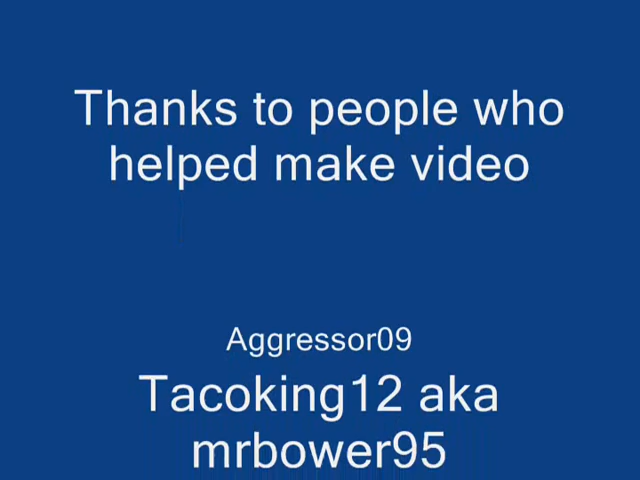 Thanks to people who
helped make video
Aggressor09
Tacoking12 aka
mrbower95